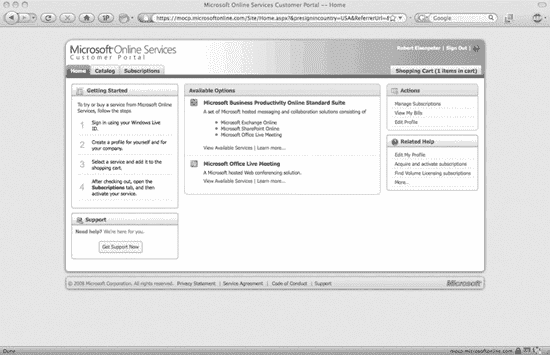 Microsoft Online Services Customer Portal -- Home
https://mocp.microsoftonline.com/Site/Home.aspx?&presignincountry=USA&ReferrerUrl=
Google
Microsoft Online Services
Customer Portal
Robert Elsenpeter | Sign Out |
Home
Catalog
Subscriptions
Shopping Cart (1 items in cart)
Getting Started
To try or buy a service from Microsoft Online
Services, follow the steps
1 Sign in using your Windows Live
ID.
2 Create a profile for yourself and for
your company.
3 Select a service and add it to the
shopping cart.
4 After checking out, open the
Subscriptions tab, and then
activate your service.
Support
Need help? We're here for you.
Get Support Now
Available Options
Microsoft Business Productivity Online Standard Suite
A set of Microsoft hosted messaging and collaboration solutions consisting of
Microsoft Exchange Online
Microsoft SharePoint Online
Microsoft Office Live Meeting
View Available Services | Learn more...
Microsoft Office Live Meeting
A Microsoft hosted Web conferencing solution.
View Available Services | Learn more...
Actions
Manage Subscriptions
View My Bills
Edit Profile
Related Help
Edit My Profile
Acquire and activate subscriptions
Find Volume Licensing subscriptions
More...
Microsoft Corporation. All rights reserved. Privacy Statement | Service Agreement | Code of Conduct | Support
Microsoft
Done
mocp.microsoftonline.com